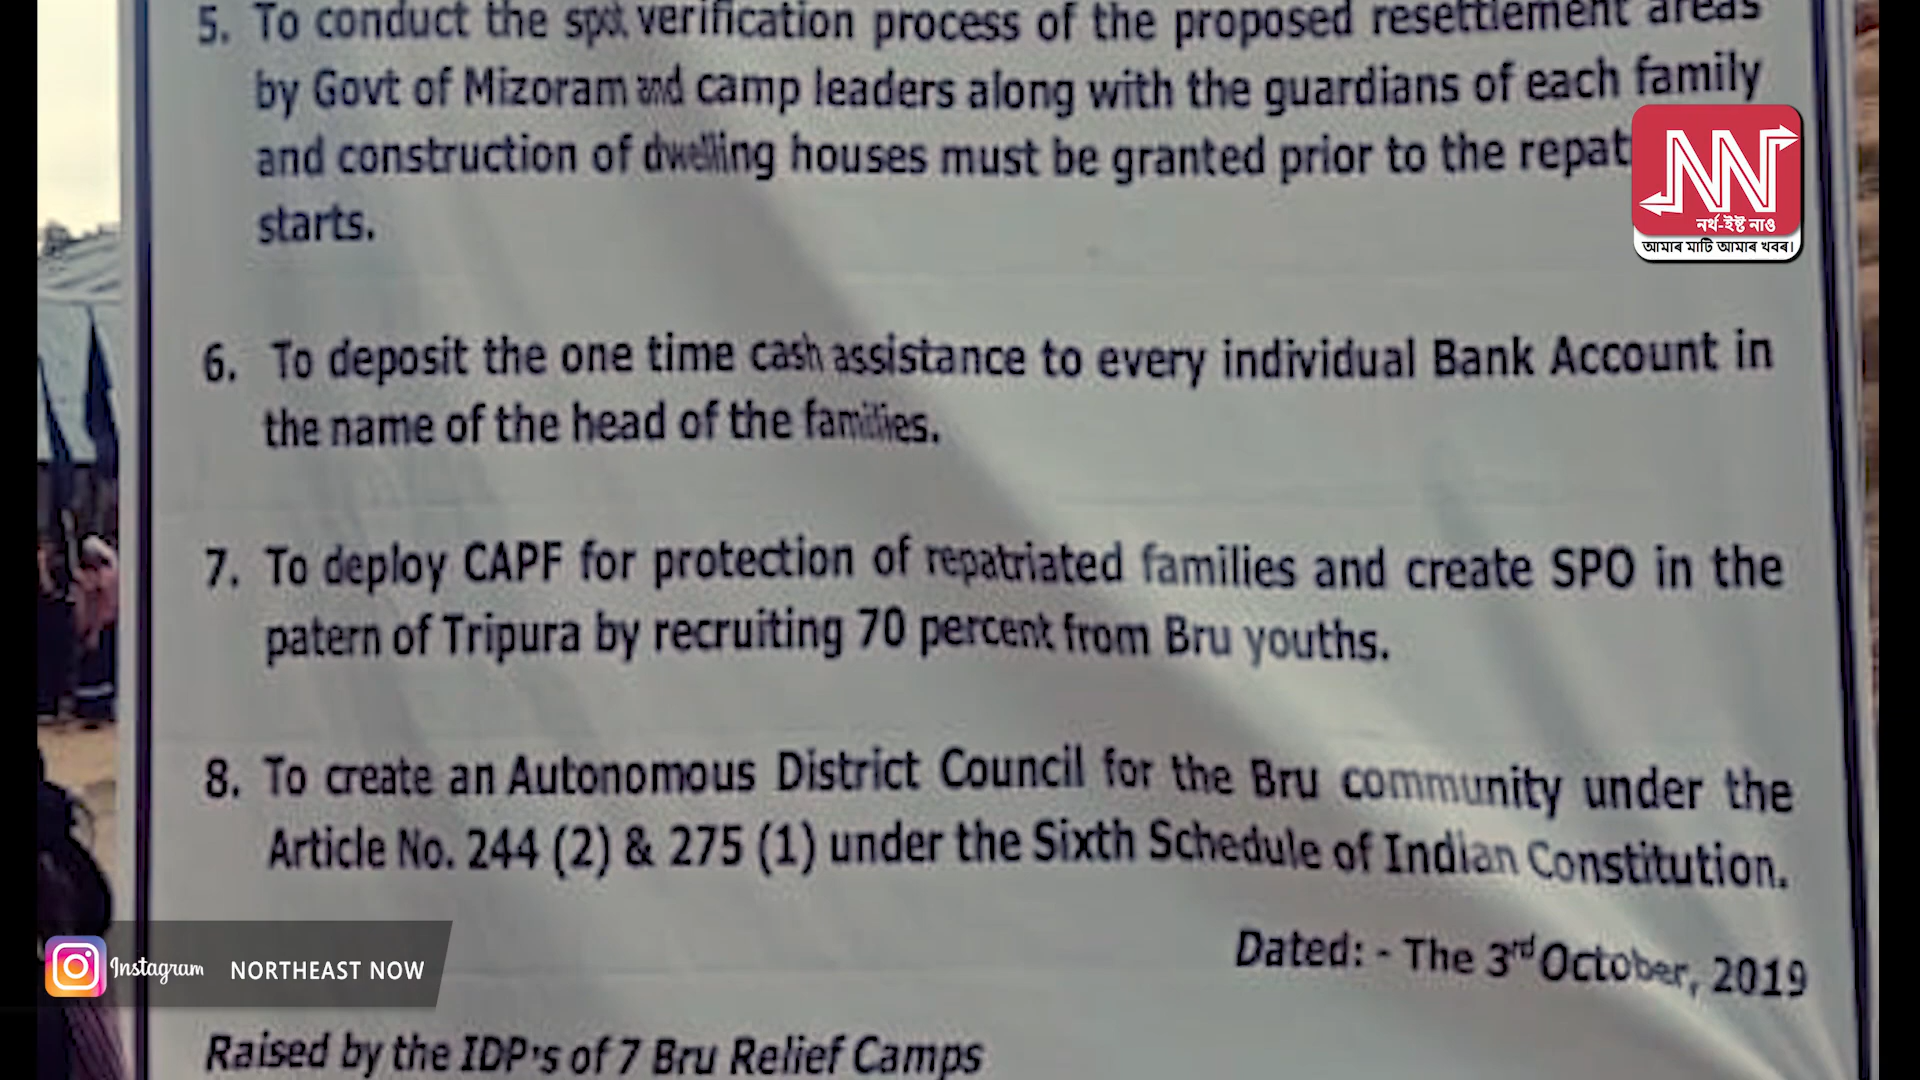 5. To conduct the spot verification process of the proposed resettlement areas
by Govt of Mizoram and camp leaders along with the guardians of each family
and construction of dwelling houses must be granted prior to the repat
starts.
6. To deposit the one time cash assistance to every individual Bank Account in
the name of the head of the families.
7. To deploy CAPF for protection of repatriated families and create SPO in the
patern of Tripura by recruiting 70 percent from Bru youths.
8. To create an Autonomous District Council for the Bru community under the
Article No. 244 (2) & 275 (1) under the Sixth Schedule of Indian Constitution.
Dated: - The 3rd October, 2019
Raised by the IDP's of 7 Bru Relief Camps
NN
নৰ্থ-ইষ্ট নাও
আমাৰ মাটি আমাৰ খবৰ।
Instagram NORTHEAST NOW